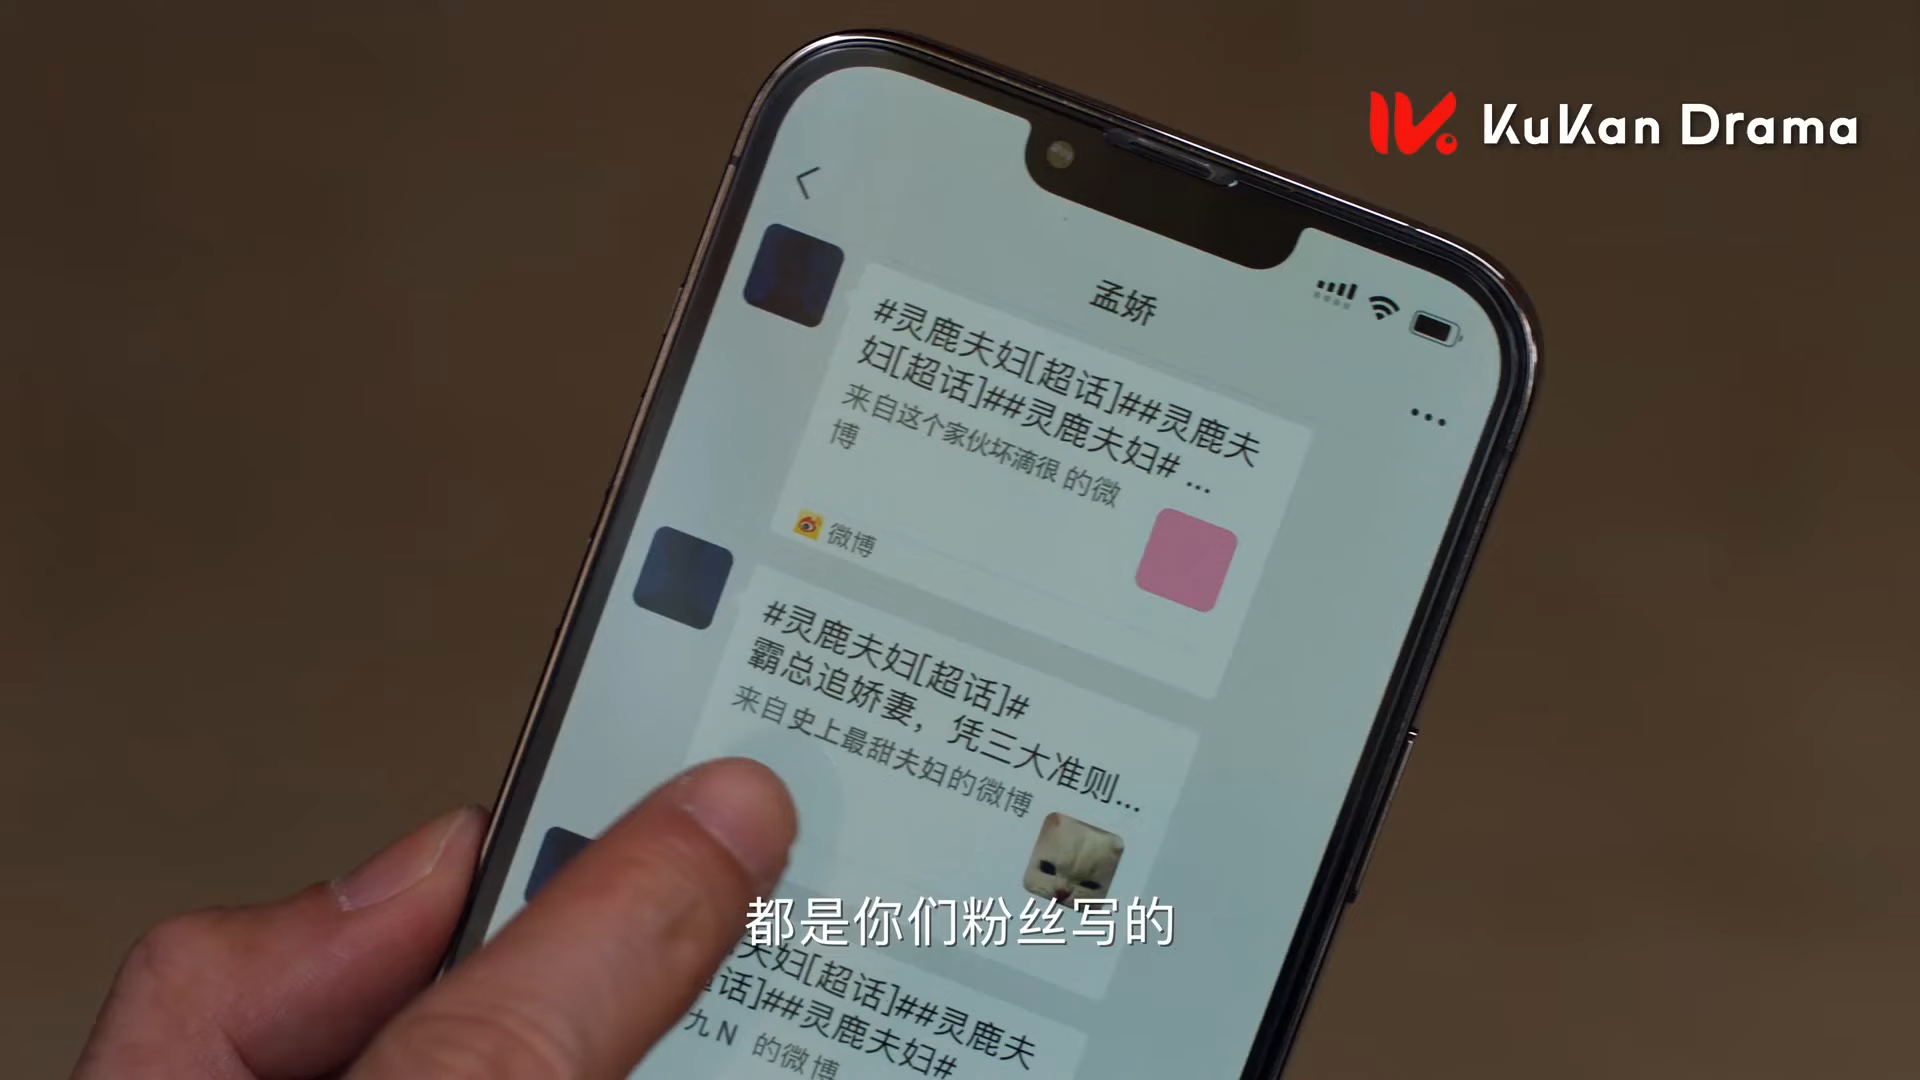 KuKan Drama
孟娇
#灵鹿夫妇[超话]##灵鹿夫
妇[超话]##灵鹿夫妇# ...
来自这个家伙坏滴很 的微
博
微博
#灵鹿夫妇[超话]#
霸总追娇妻，凭三大准则...
来自史上最甜夫妇的微博
都是你们粉丝写的
夫妇[超话]##灵鹿夫
话]##灵鹿夫妇#
九 N 的微博